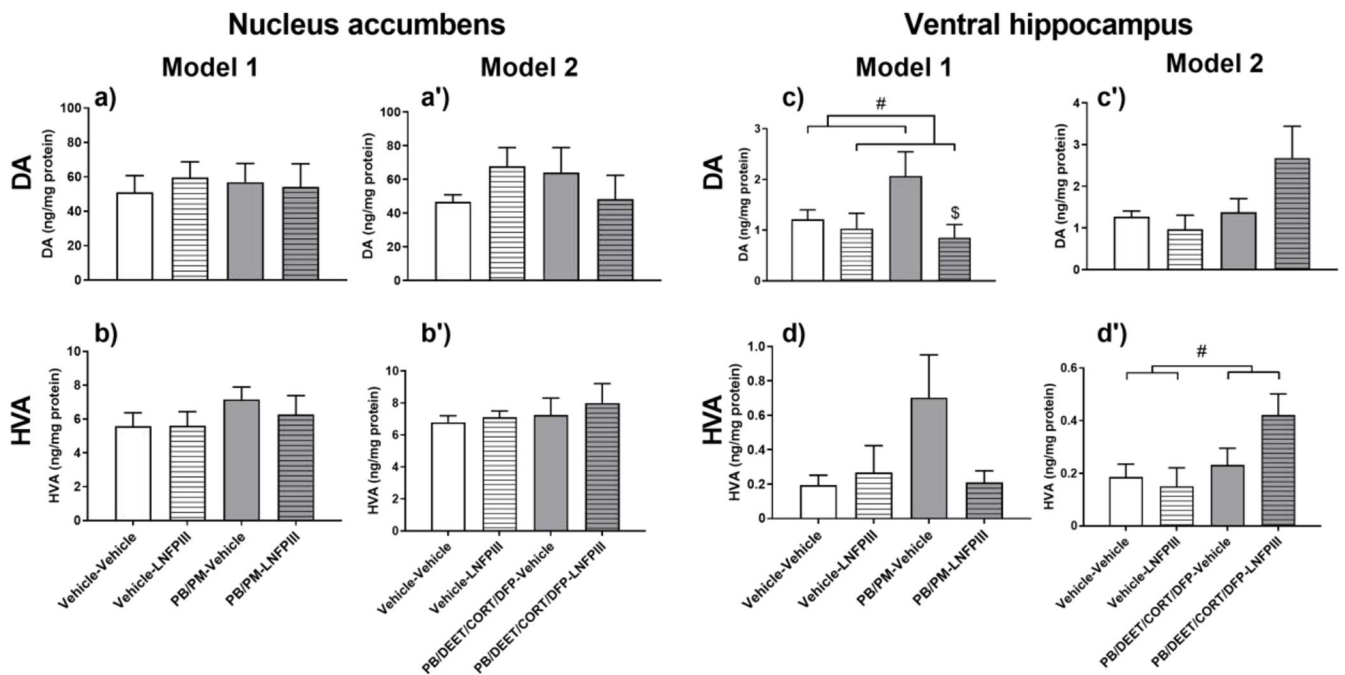 Nucleus accumbens
Ventral hippocampus
Model 1
Model 2
Model 1
Model 2
DA
a)
DA (ng/mg protein)
100
80
60
40
20
0
a')
DA (ng/mg protein)
100
80
60
40
20
0
DA
c)
DA (ng/mg protein)
3
2
1
0
#
$
c')
DA (ng/mg protein)
4
3
2
1
0
HVA
b)
HVA (ng/mg protein)
10
8
6
4
2
0
Vehicle-Vehicle
Vehicle-LNFPIII
PB/PM-Vehicle
PB/PM-LNFPIII
b')
HVA (ng/mg protein)
10
8
6
4
2
0
Vehicle-Vehicle
Vehicle-LNFPIII
PB/DEET/CORT/DFP-Vehicle
PB/DEET/CORT/DFP-LNFPIII
HVA
d)
HVA (ng/mg protein)
1.0
0.8
0.6
0.4
0.2
0
Vehicle-Vehicle
Vehicle-LNFPIII
PB/PM-Vehicle
PB/PM-LNFPIII
d')
HVA (ng/mg protein)
0.6
0.4
0.2
0
#
Vehicle-Vehicle
Vehicle-LNFPIII
PB/DEET/CORT/DFP-Vehicle
PB/DEET/CORT/DFP-LNFPIII